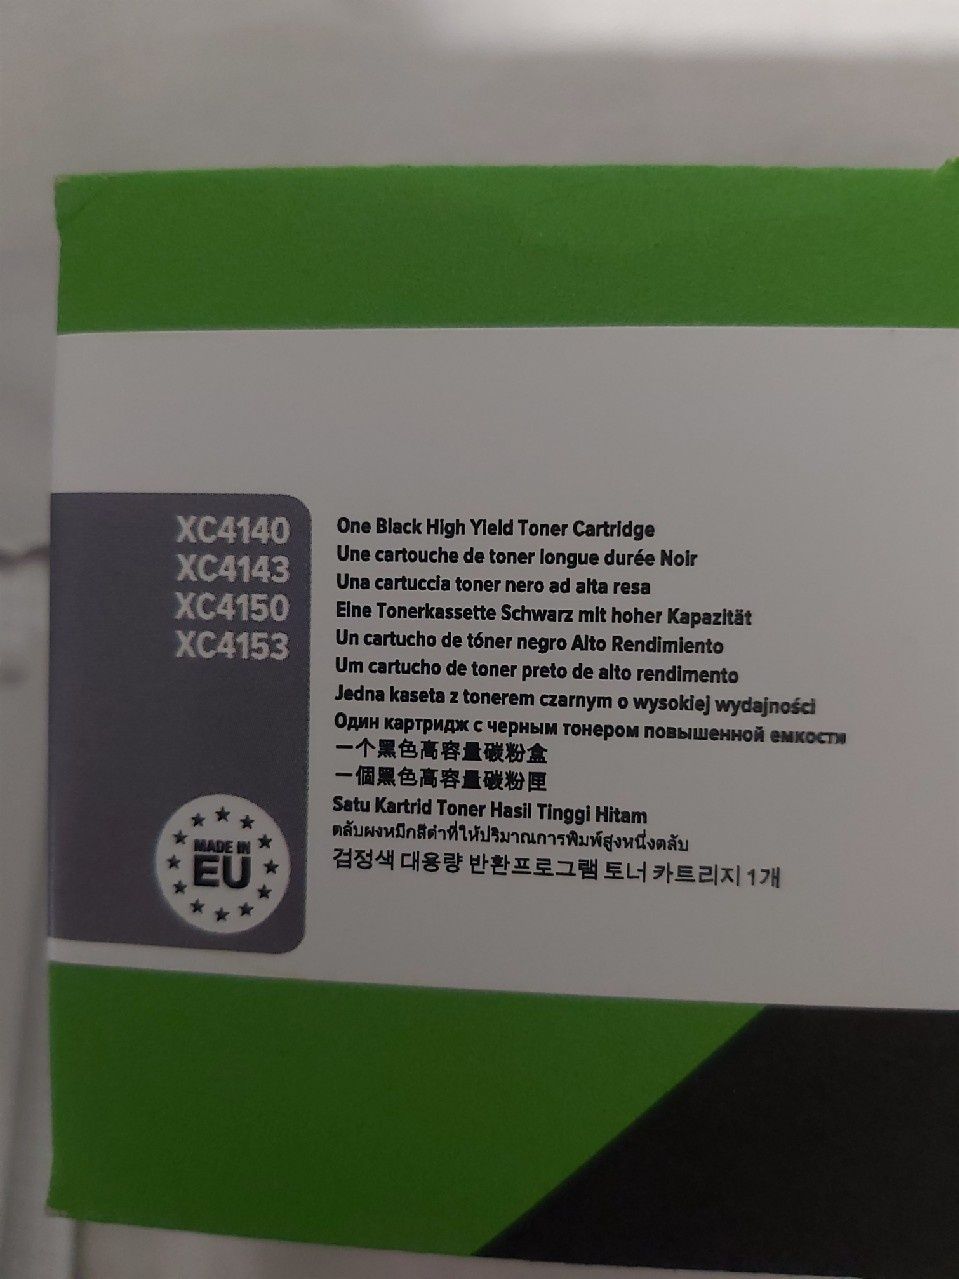 XC4140
XC4143
XC4150
XC4153
MADE IN
EU
One Black High Yield Toner Cartridge
Une cartouche de toner longue durée Noir
Una cartuccia toner nero ad alta resa
Eine Tonerkassette Schwarz mit hoher Kapazität
Un cartucho de tóner negro Alto Rendimiento
Um cartucho de toner preto de alto rendimento
Jedna kaseta z tonerem czarnym o wysokiej wydajności
Один картридж с черным тонером повышенной емкости
一个黑色高容量碳粉盒
一個黑色高容量碳粉匣
Satu Kartrid Toner Hasil Tinggi Hitam
ตลับผงหมึกสีดำที่ให้ปริมาณการพิมพ์สูงหนึ่งตลับ
검정색 대용량 반환프로그램 토너 카트리지 1개